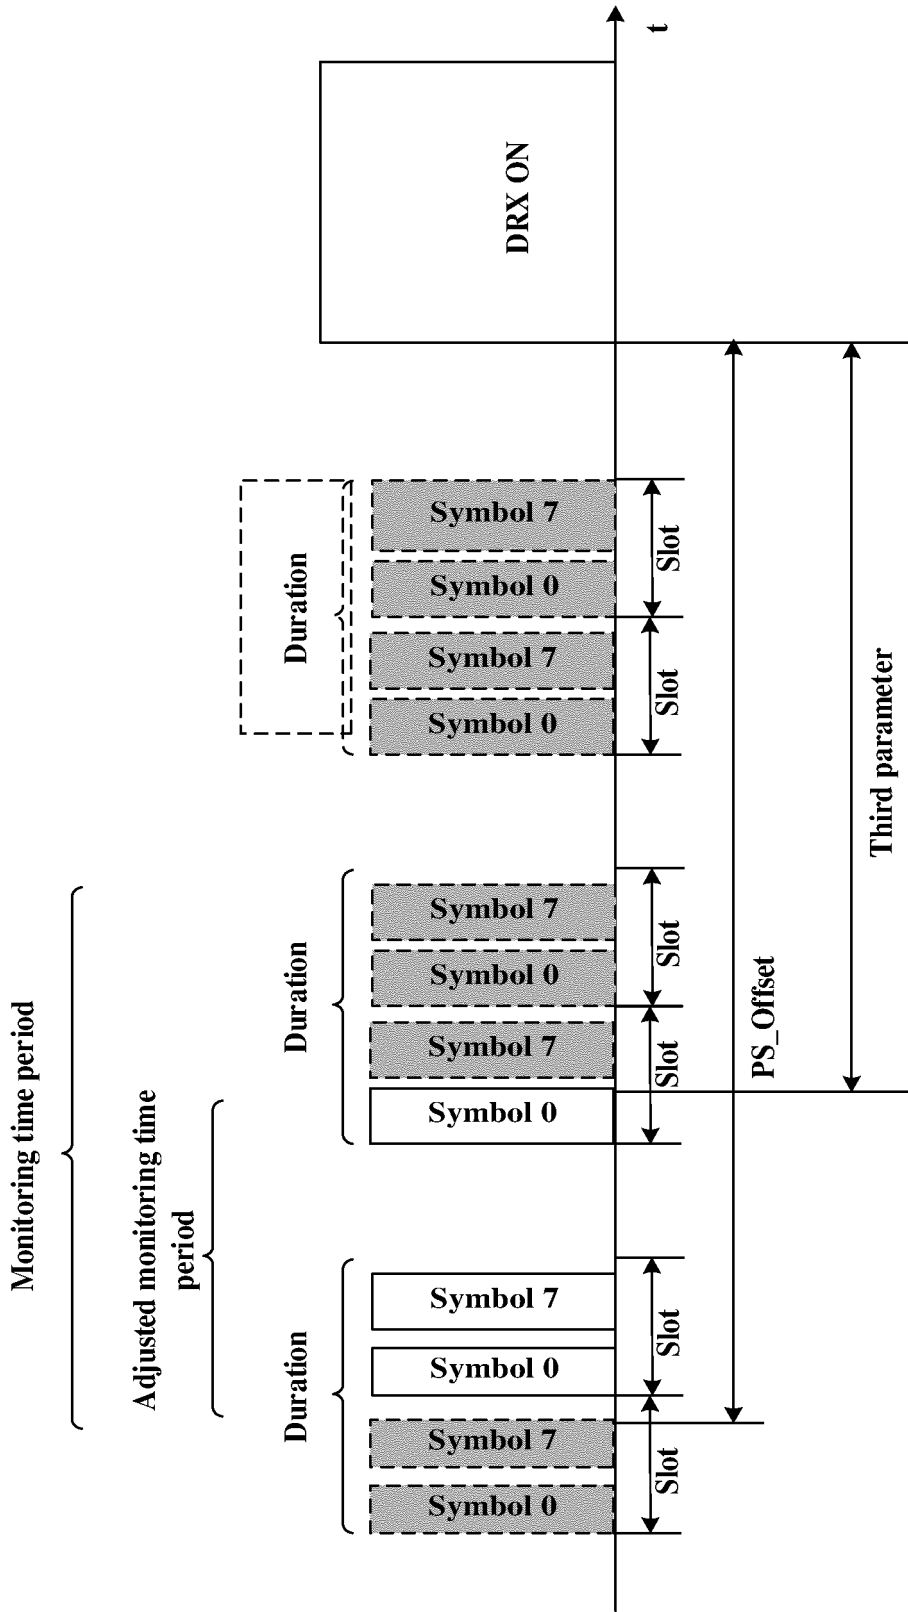 Monitoring time period
Adjusted monitoring time
period
Duration
Duration
Duration
Symbol 0
Symbol 7
Symbol 0
Symbol 7
Symbol 0
Symbol 7
Symbol 0
Symbol 7
Symbol 0
Symbol 7
Symbol 0
Symbol 7
DRX ON
t
Slot
Slot
Slot
Slot
Slot
Slot
PS_Offset
Third parameter